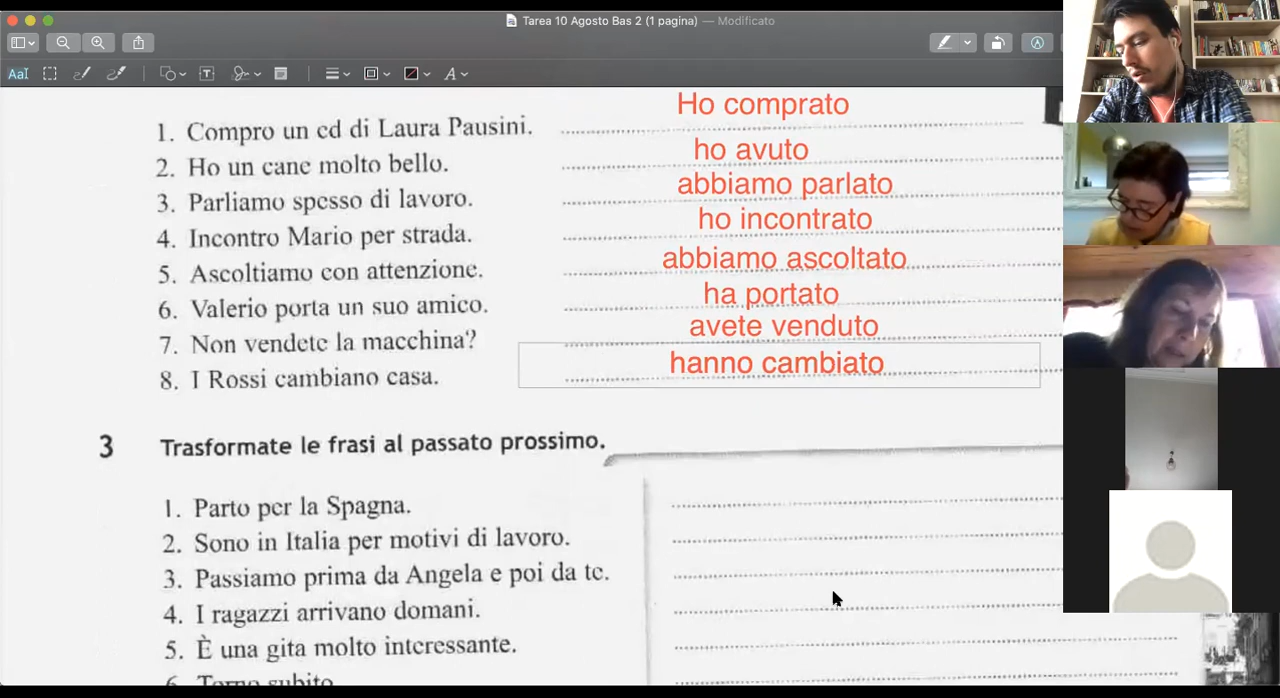 Tarea 10 Agosto Bas 2 (1 pagina) — Modificato
AaI
T
A
1. Compro un cd di Laura Pausini. Ho comprato
2. Ho un cane molto bello. ho avuto
3. Parliamo spesso di lavoro. abbiamo parlato
4. Incontro Mario per strada. ho incontrato
5. Ascoltiamo con attenzione. abbiamo ascoltato
6. Valerio porta un suo amico. ha portato
7. Non vendete la macchina? avete venduto
8. I Rossi cambiano casa. hanno cambiato
3 Trasformate le frasi al passato prossimo.
1. Parto per la Spagna.
2. Sono in Italia per motivi di lavoro.
3. Passiamo prima da Angela e poi da te.
4. I ragazzi arrivano domani.
5. È una gita molto interessante.
6. Torno subito